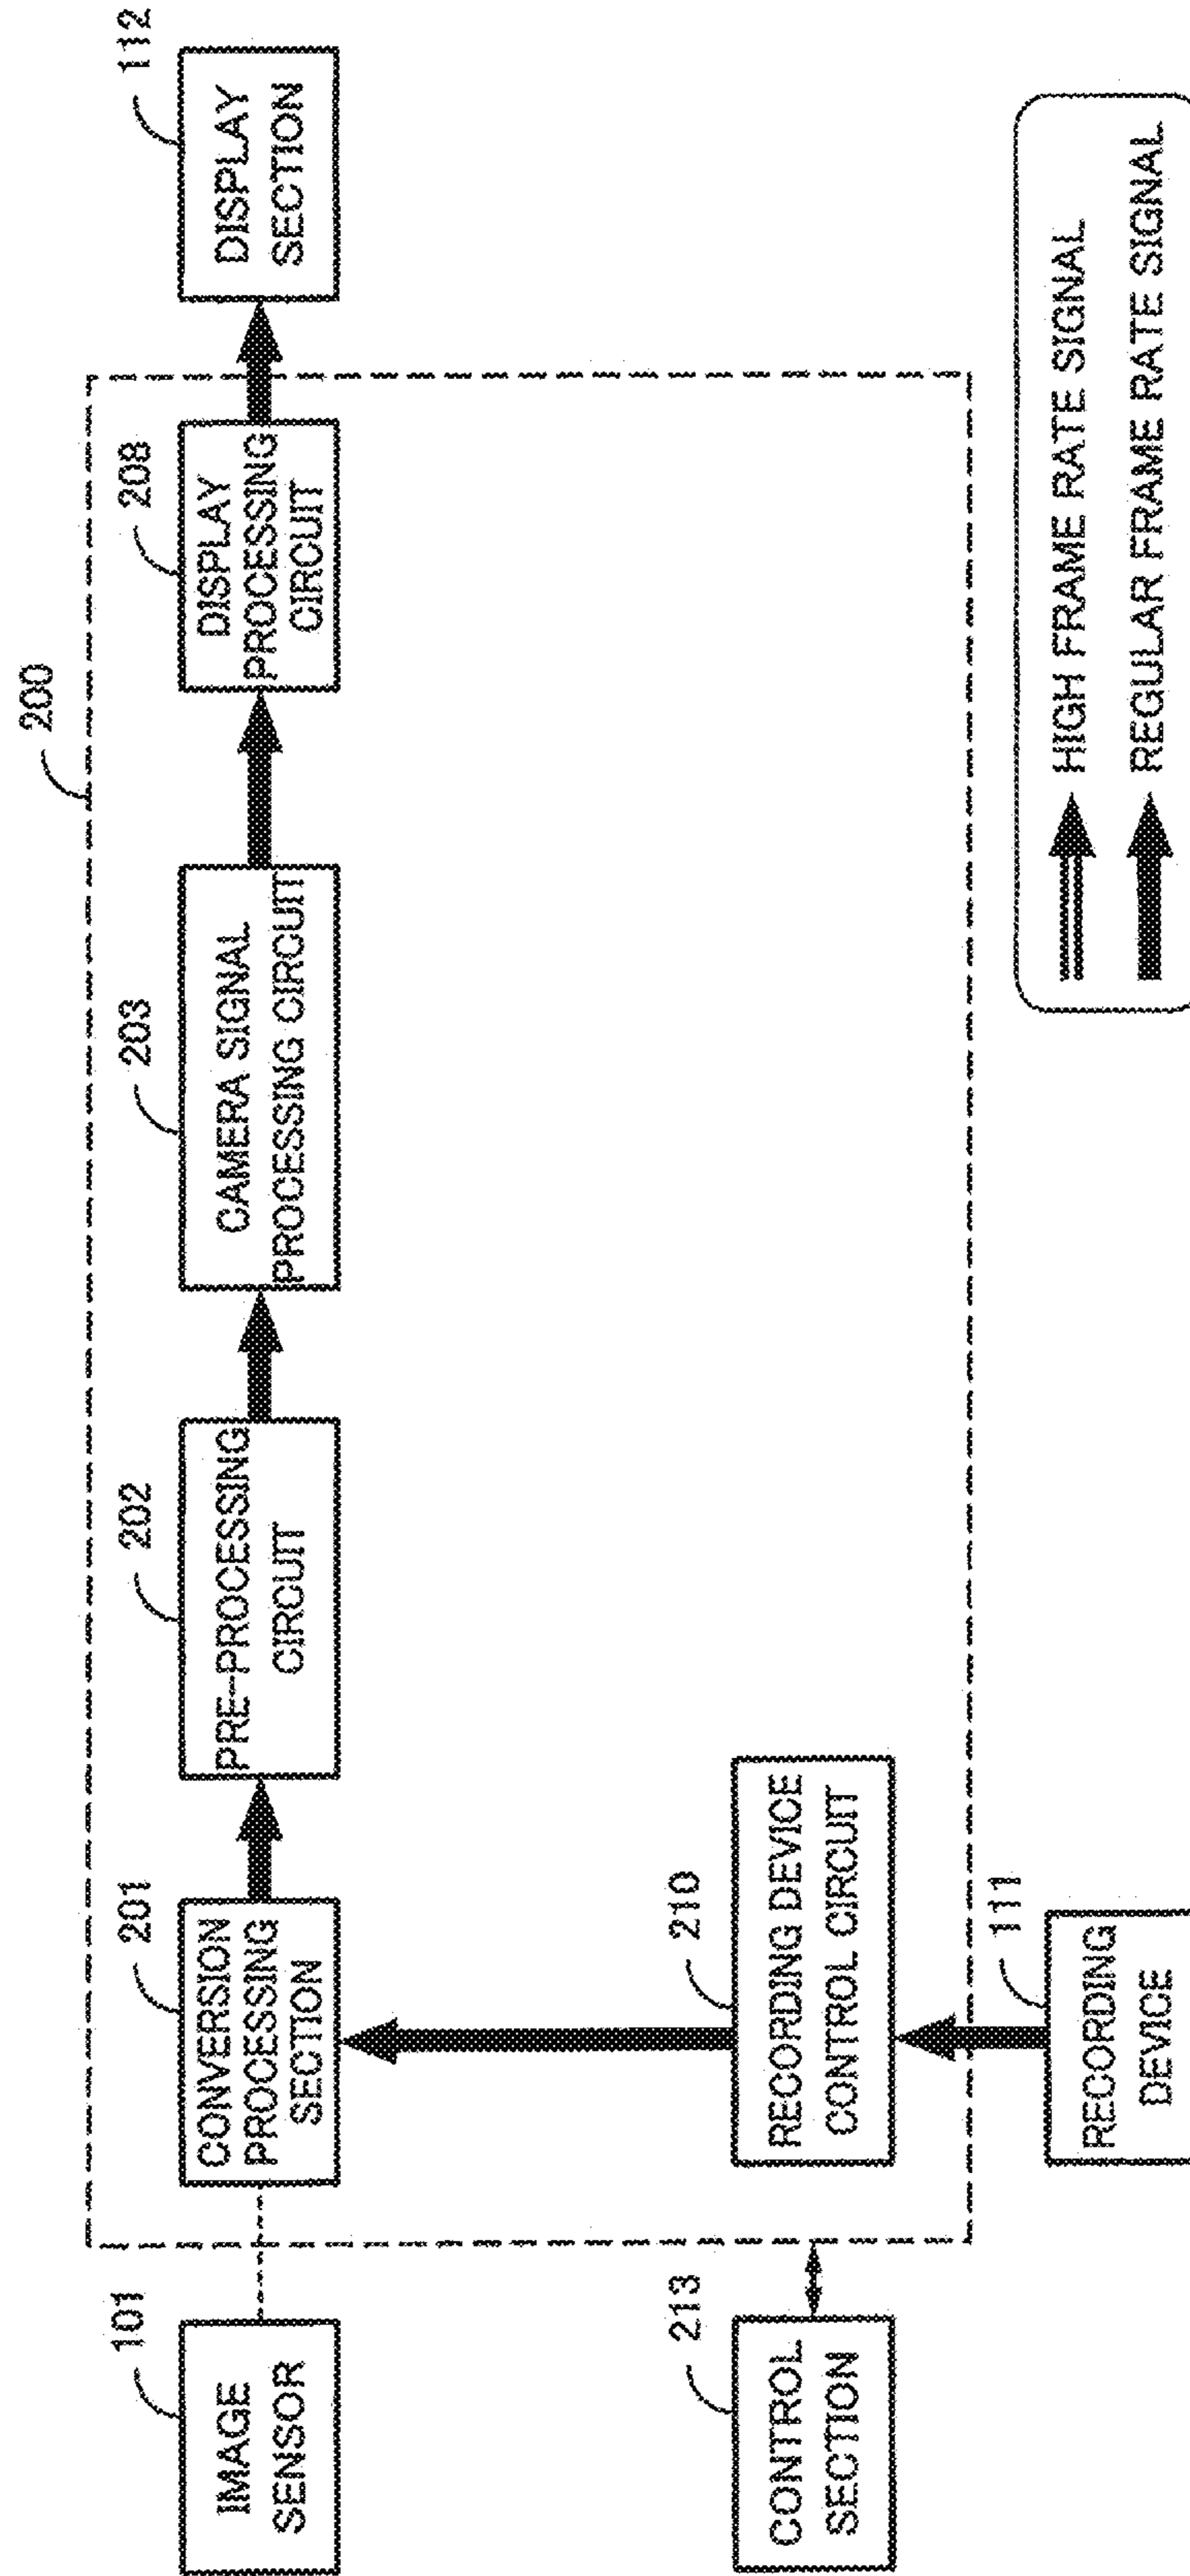 200
101
IMAGE
SENSOR
201
CONVERSION
PROCESSING
SECTION
202
PRE-PROCESSING
CIRCUIT
203
CAMERA SIGNAL
PROCESSING CIRCUIT
208
DISPLAY
PROCESSING
CIRCUIT
112
DISPLAY
SECTION
213
CONTROL
SECTION
210
RECORDING DEVICE
CONTROL CIRCUIT
111
RECORDING
DEVICE
HIGH FRAME RATE SIGNAL
REGULAR FRAME RATE SIGNAL